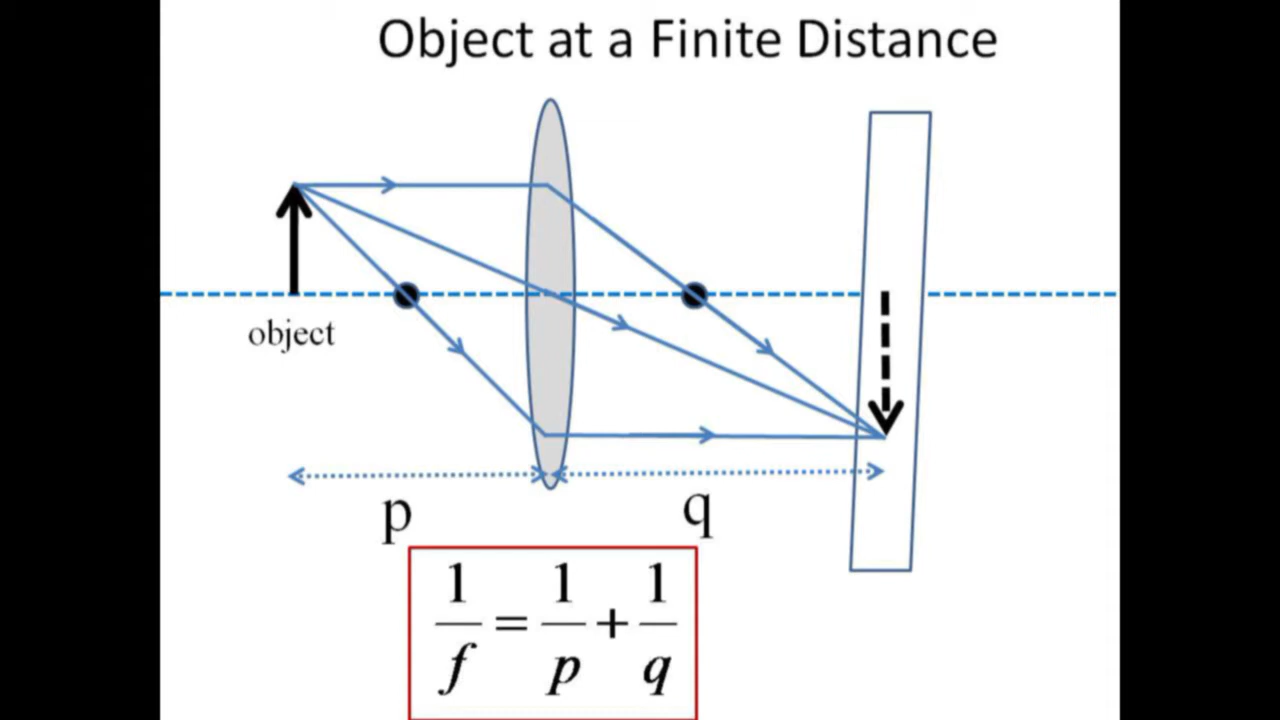 Object at a Finite Distance
object
p
q
1/f = 1/p + 1/q